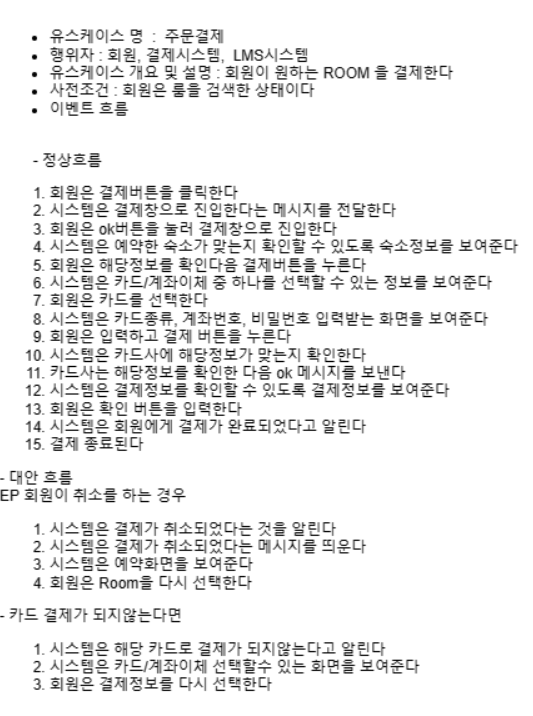 • 유스케이스 명 : 주문결제
• 행위자 : 회원, 결제시스템, LMS시스템
• 유스케이스 개요 및 설명 : 회원이 원하는 ROOM 을 결제한다
• 사전조건 : 회원은 룸을 검색한 상태이다
• 이벤트 흐름
- 정상흐름
1. 회원은 결제버튼을 클릭한다
2. 시스템은 결제창으로 진입한다는 메시지를 전달한다
3. 회원은 ok버튼을 눌러 결제창으로 진입한다
4. 시스템은 예약한 숙소가 맞는지 확인할 수 있도록 숙소정보를 보여준다
5. 회원은 해당정보를 확인다음 결제버튼을 누른다
6. 시스템은 카드/계좌이체 중 하나를 선택할 수 있는 정보를 보여준다
7. 회원은 카드를 선택한다
8. 시스템은 카드종류, 계좌번호, 비밀번호 입력받는 화면을 보여준다
9. 회원은 입력하고 결제 버튼을 누른다
10. 시스템은 카드사에 해당정보가 맞는지 확인한다
11. 카드사는 해당정보를 확인한 다음 ok 메시지를 보낸다
12. 시스템은 결제정보를 확인할 수 있도록 결제정보를 보여준다
13. 회원은 확인 버튼을 입력한다
14. 시스템은 회원에게 결제가 완료되었다고 알린다
15. 결제 종료된다
- 대안 흐름
EP 회원이 취소를 하는 경우
1. 시스템은 결제가 취소되었다는 것을 알린다
2. 시스템은 결제가 취소되었다는 메시지를 띄운다
3. 시스템은 예약화면을 보여준다
4. 회원은 Room을 다시 선택한다
- 카드 결제가 되지않는다면
1. 시스템은 해당 카드로 결제가 되지않는다고 알린다
2. 시스템은 카드/계좌이체 선택할수 있는 화면을 보여준다
3. 회원은 결제정보를 다시 선택한다